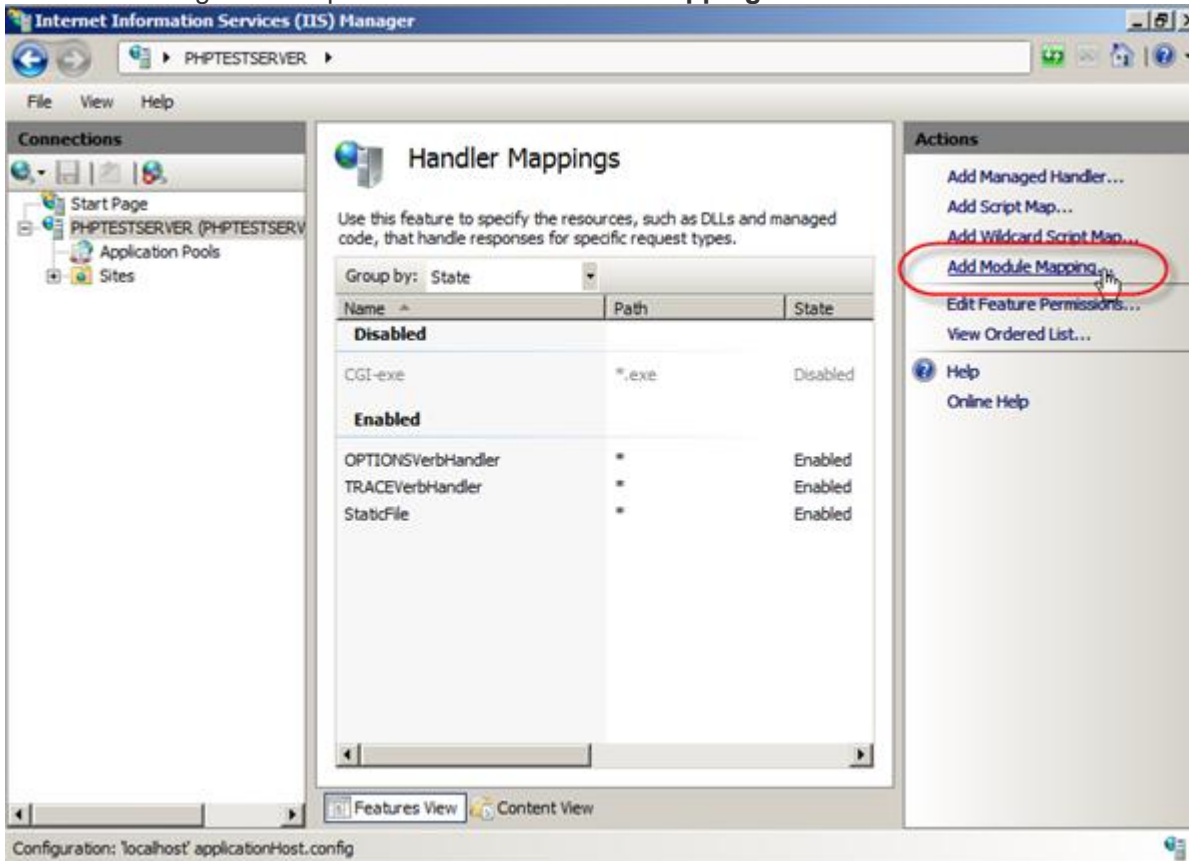 mapping
Internet Information Services (IIS) Manager
PHPTESTSERVER
File View Help
Connections
Start Page
PHPTESTSERVER (PHPTESTSERV
Application Pools
Sites
Handler Mappings
Use this feature to specify the resources, such as DLLs and managed
code, that handle responses for specific request types.
Group by: State
Name Path State
Disabled
CGI-exe *.exe Disabled
Enabled
OPTIONSVerbHandler * Enabled
TRACEVerbHandler * Enabled
StaticFile * Enabled
Features View Content View
Actions
Add Managed Handler...
Add Script Map...
Add Wildcard Script Map...
Add Module Mapping...
Edit Feature Permissions...
View Ordered List...
Help
Online Help
Configuration: 'localhost' applicationHost.config